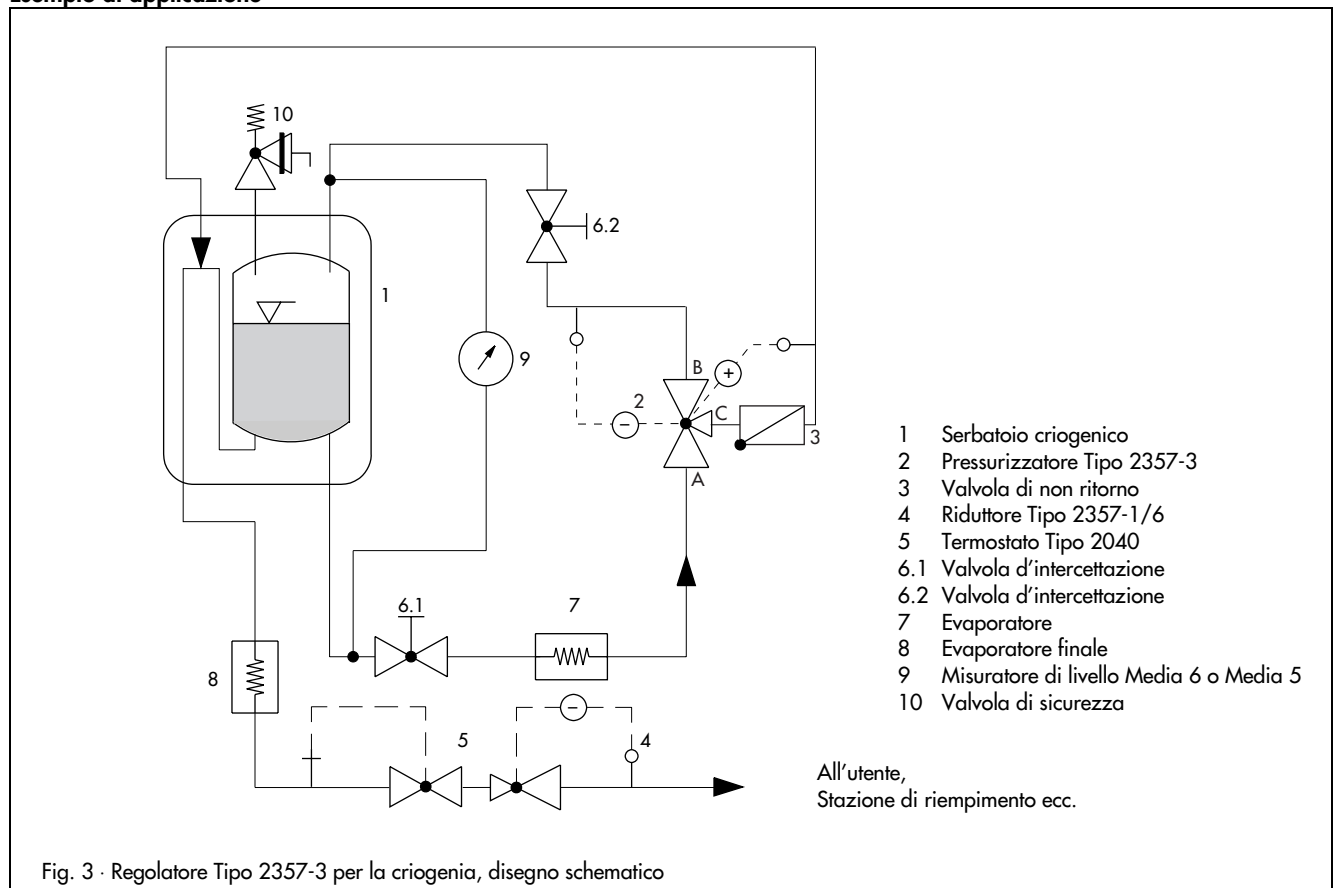 Esempio di applicazione
10
6.2
1
9
B
+
2
C
−
3
A
6.1
7
8
5
−
4
1 Serbatoio criogenico
2 Pressurizzatore Tipo 2357-3
3 Valvola di non ritorno
4 Riduttore Tipo 2357-1/6
5 Termostato Tipo 2040
6.1 Valvola d’intercettazione
6.2 Valvola d’intercettazione
7 Evaporatore
8 Evaporatore finale
9 Misuratore di livello Media 6 o Media 5
10 Valvola di sicurezza
All’utente,
Stazione di riempimento ecc.
Fig. 3 · Regolatore Tipo 2357-3 per la criogenia, disegno schematico